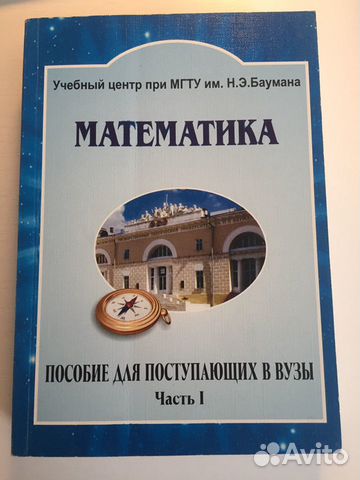 Учебный центр при МГТУ им. Н.Э.Баумана
МАТЕМАТИКА
ПОСОБИЕ ДЛЯ ПОСТУПАЮЩИХ В ВУЗЫ
Часть I
Avito